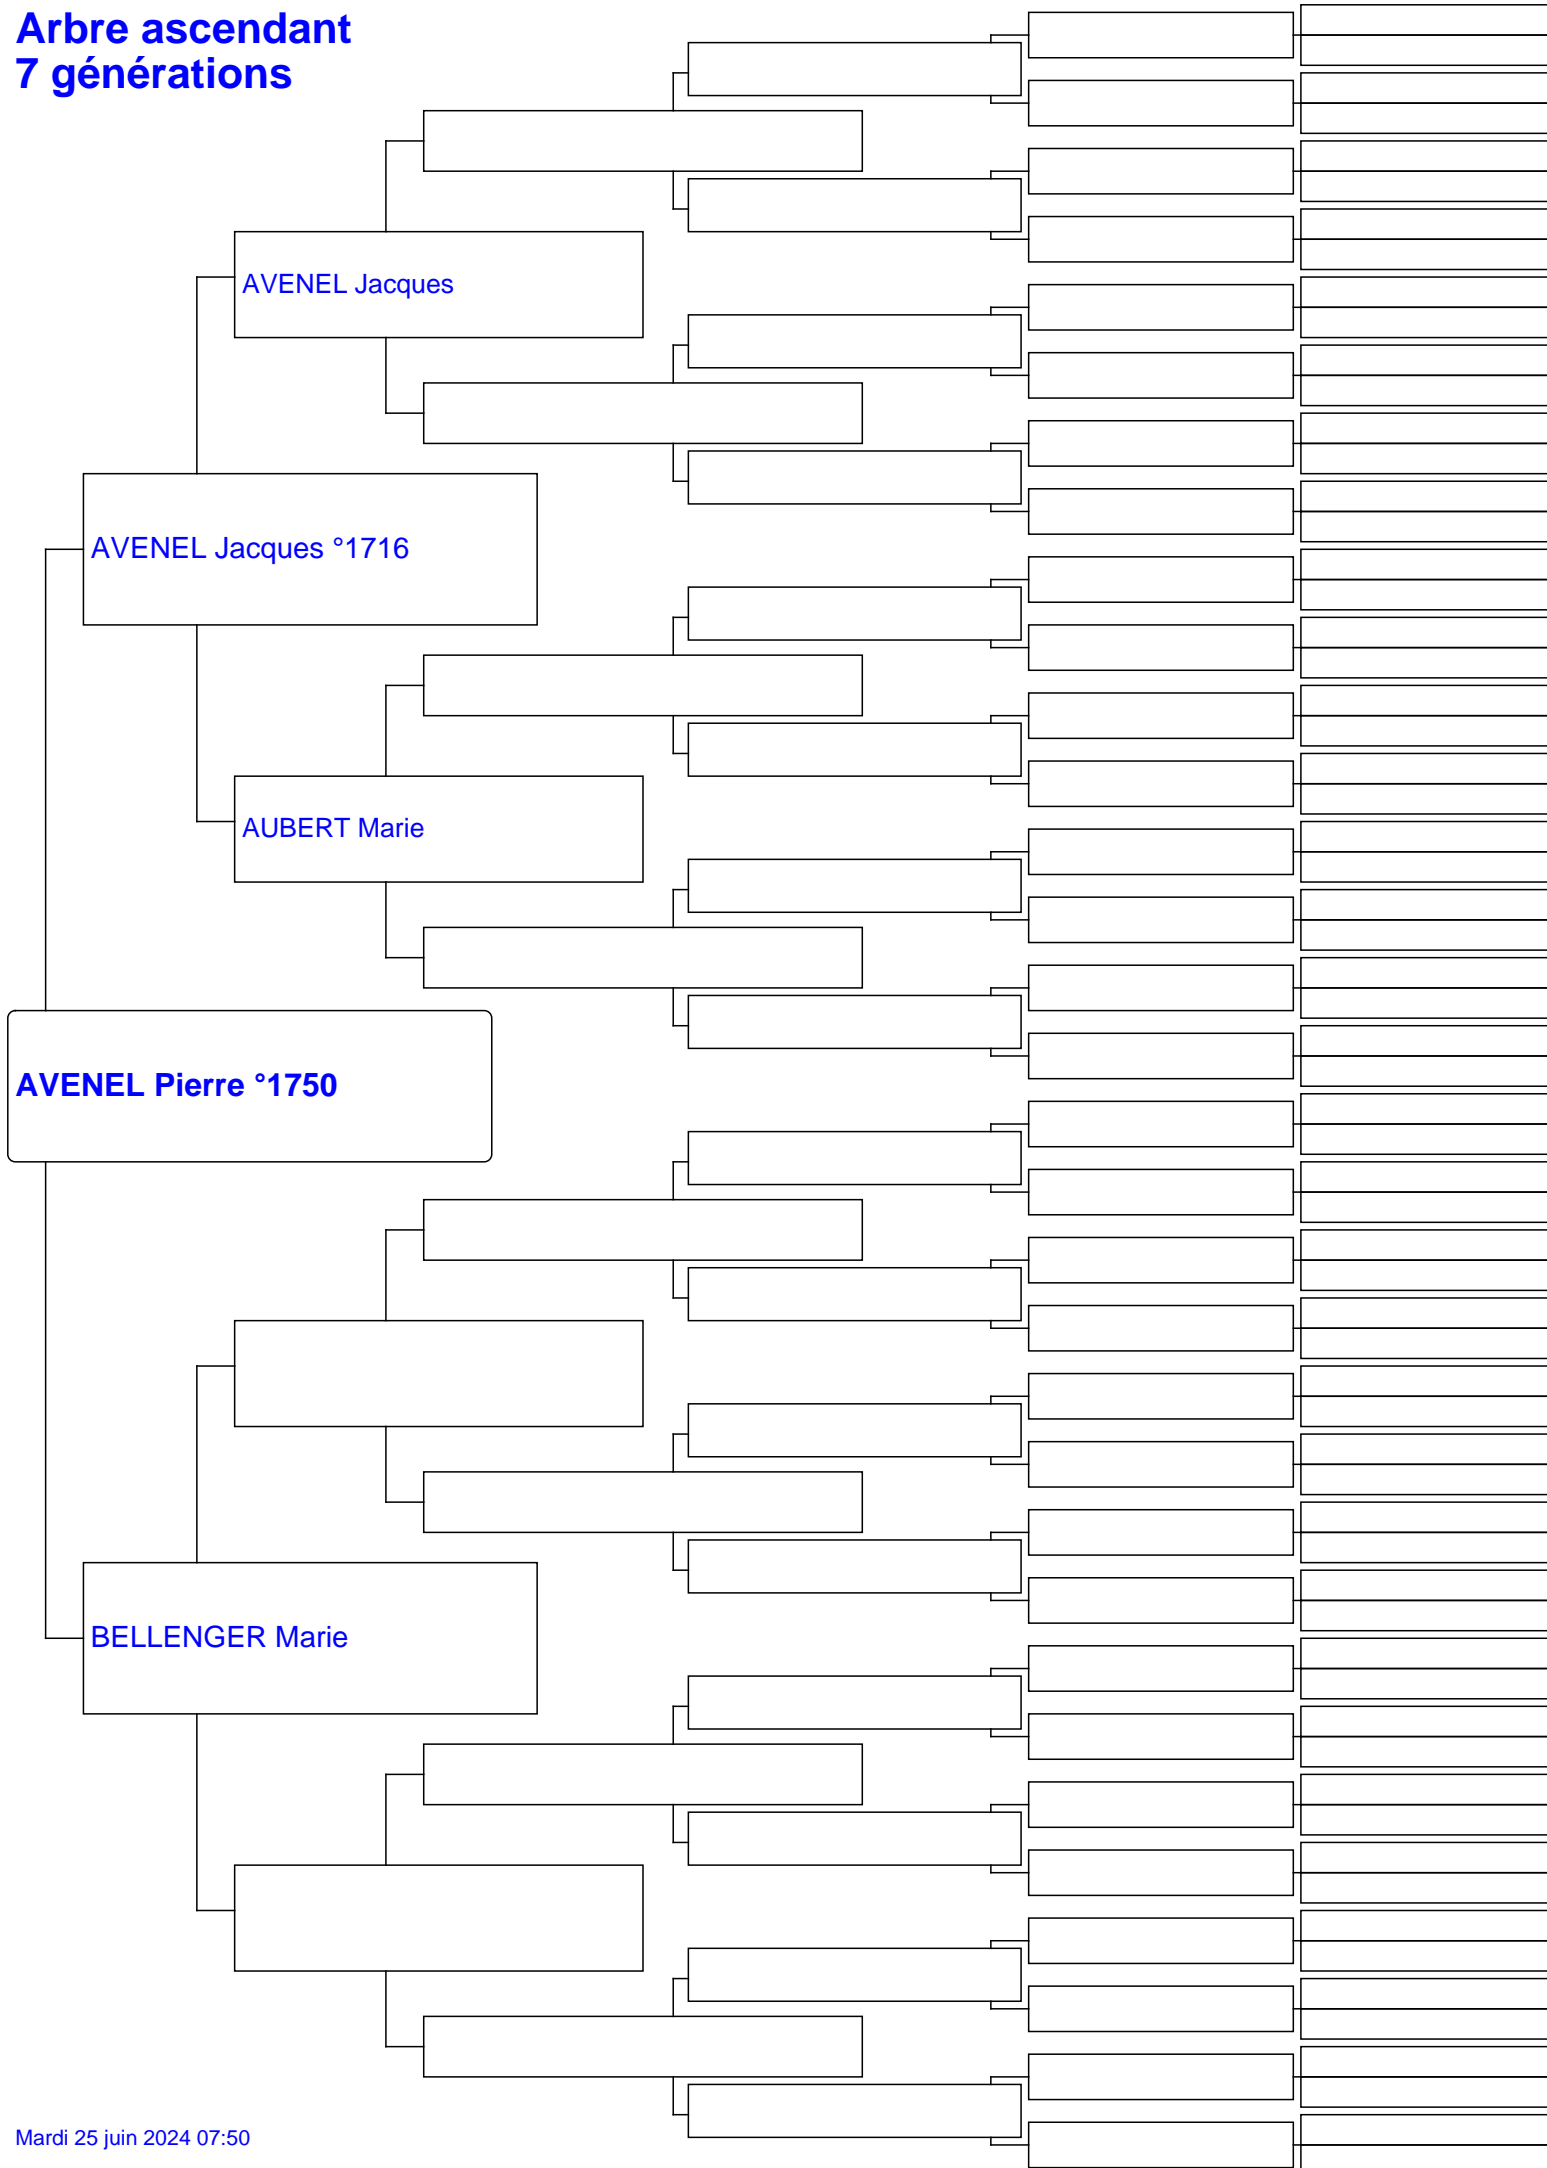 Arbre ascendant
7 générations
AVENEL Jacques
AVENEL Jacques °1716
AUBERT Marie
AVENEL Pierre °1750
BELLENGER Marie
Mardi 25 juin 2024 07:50